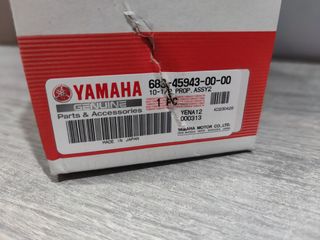 YAMAHA
GENUINE
Parts & Accessories
MADE IN JAPAN
683-45943-00-00
10-1/2 PROP. ASSY2
1 PC
YENA12
000313
YAMAHA MOTOR CO.,LTD.